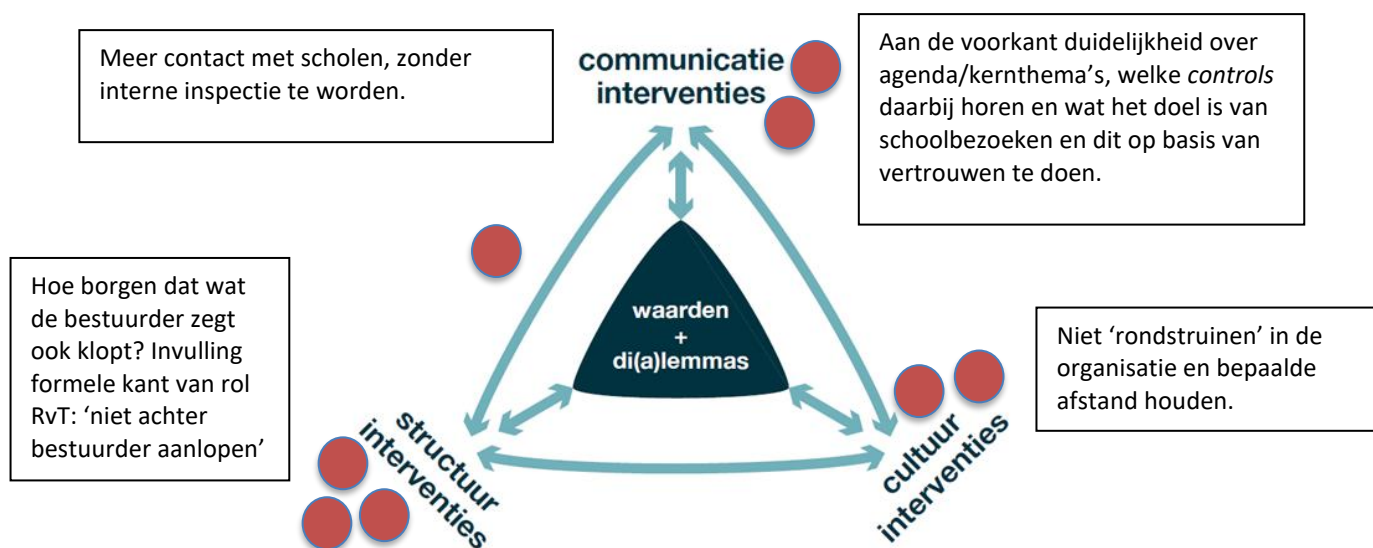 Meer contact met scholen, zonder
interne inspectie te worden.
communicatie
interventies
Aan de voorkant duidelijkheid over
agenda/kernthema’s, welke controls
daarbij horen en wat het doel is van
schoolbezoeken en dit op basis van
vertrouwen te doen.
Hoe borgen dat wat
de bestuurder zegt
ook klopt? Invulling
formele kant van rol
RvT: ‘niet achter
bestuurder aanlopen’
waarden
+
di(a)lemmas
Niet ‘rondstruinen’ in de
organisatie en bepaalde
afstand houden.
structuur
interventies
cultuur
interventies